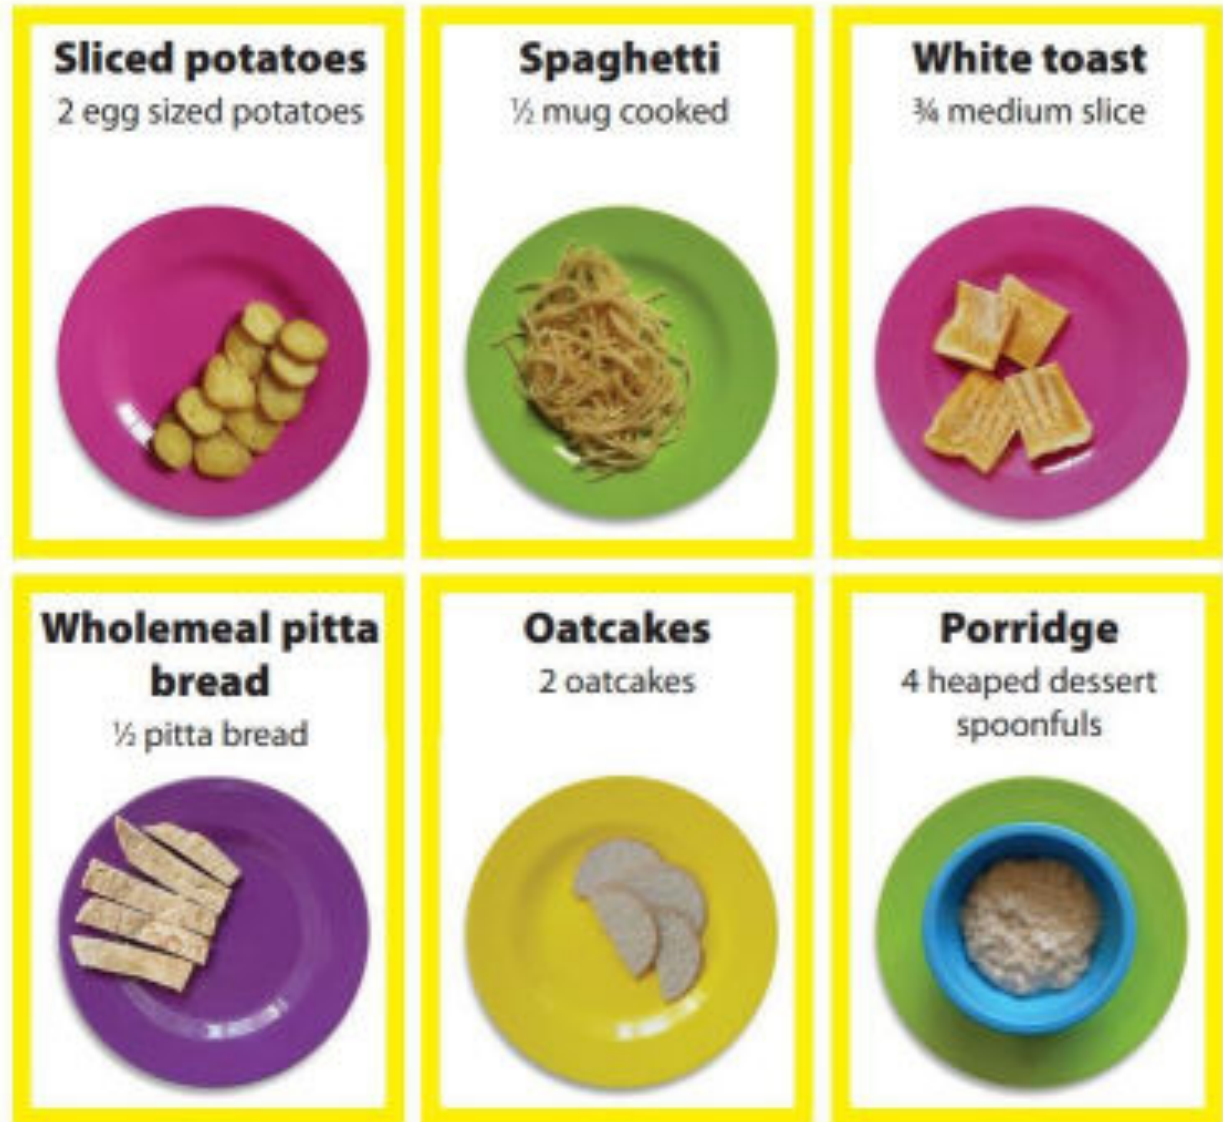 Sliced potatoes
2 egg sized potatoes
Spaghetti
½ mug cooked
White toast
¾ medium slice
Wholemeal pitta
bread
½ pitta bread
Oatcakes
2 oatcakes
Porridge
4 heaped dessert
spoonfuls